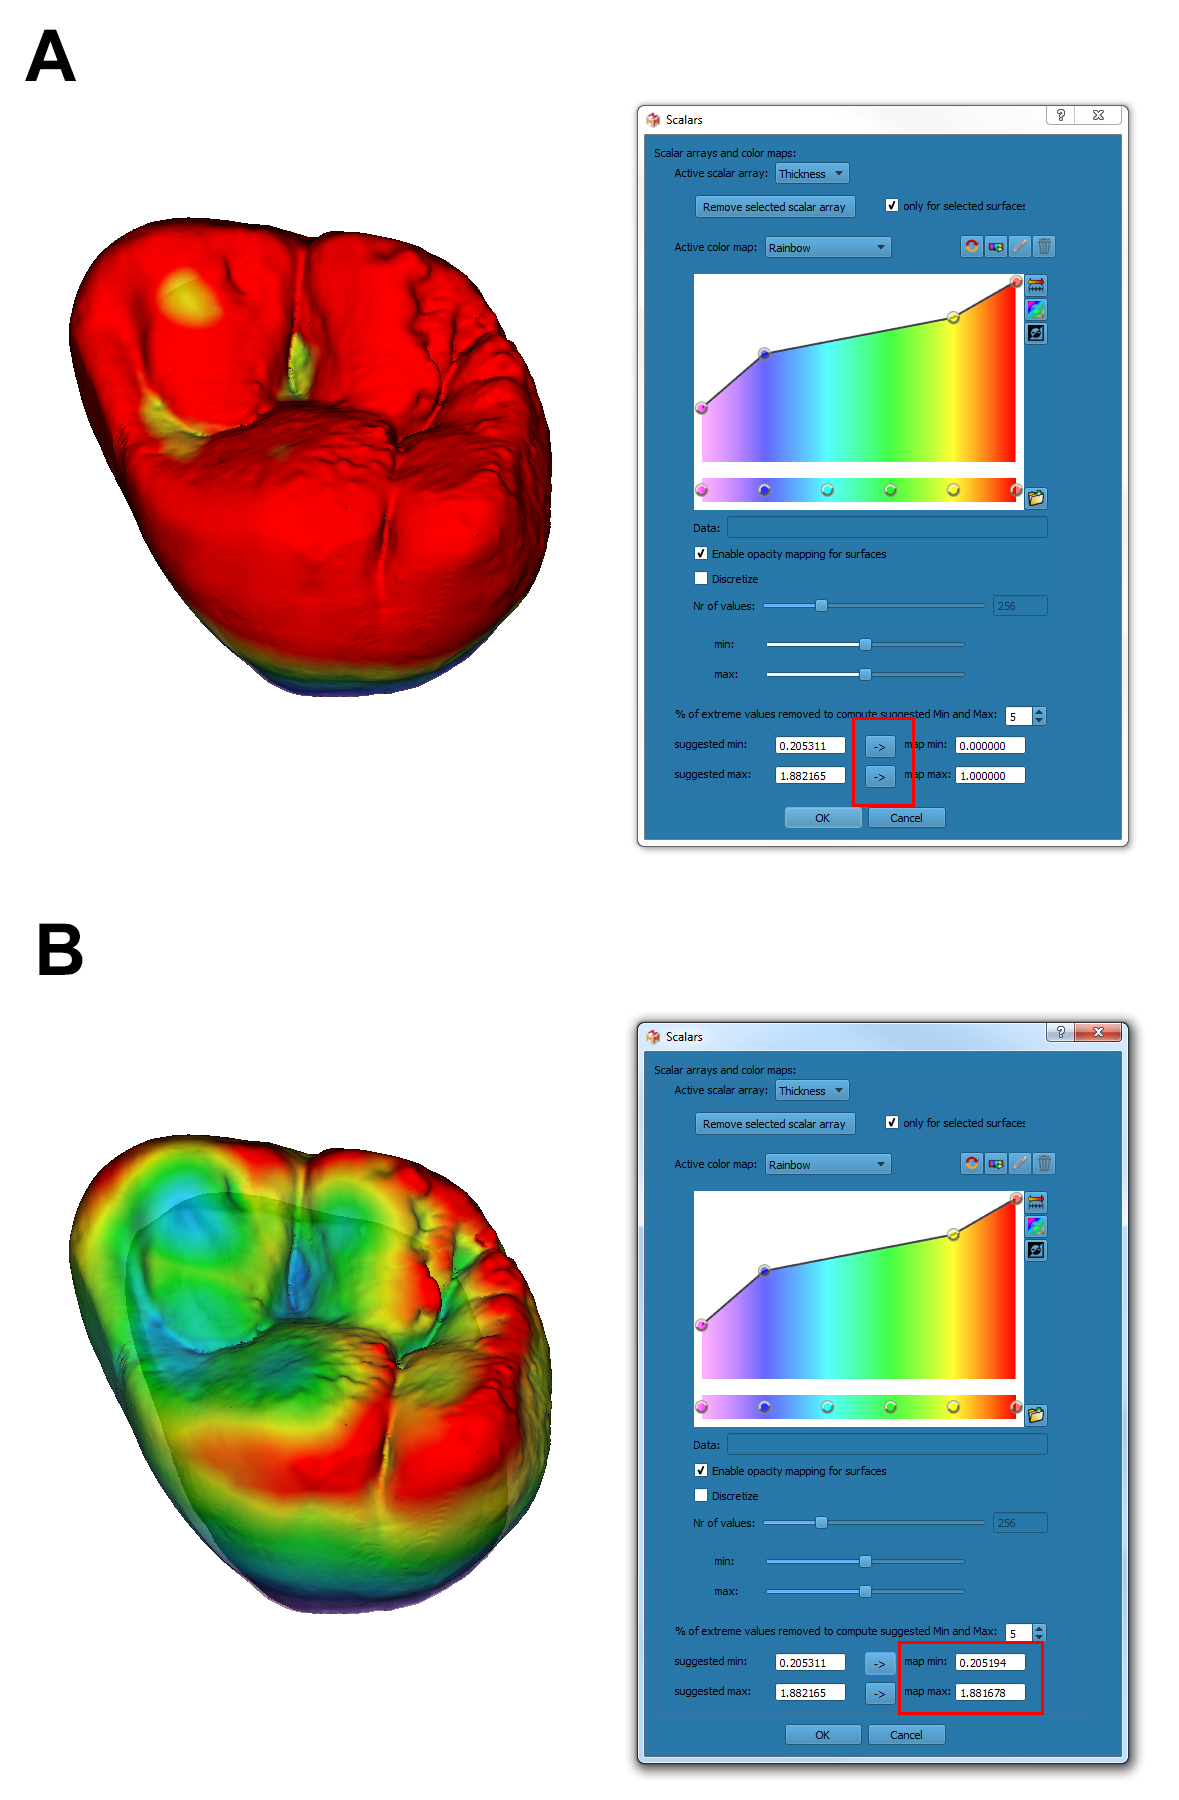 A
Scalars
?
Scalar arrays and color maps:
Active scalar array: Thickness
Remove selected scalar array only for selected surfaces
Active color map: Rainbow
Data:
Enable opacity mapping for surfaces
Discretize
Nr of values: 256
min:
max:
% of extreme values removed to compute suggested Min and Max: 5
suggested min: 0.205311 -> map min: 0.000000
suggested max: 1.882165 -> map max: 1.000000
OK Cancel
B
Scalars
?
Scalar arrays and color maps:
Active scalar array: Thickness
Remove selected scalar array only for selected surfaces
Active color map: Rainbow
Data:
Enable opacity mapping for surfaces
Discretize
Nr of values: 256
min:
max:
% of extreme values removed to compute suggested Min and Max: 5
suggested min: 0.205311 -> map min: 0.205194
suggested max: 1.882165 -> map max: 1.881678
OK Cancel